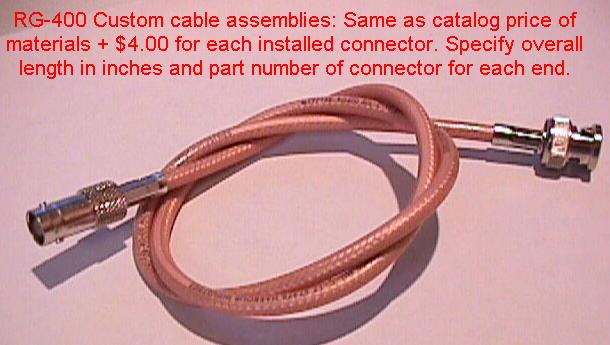 RG-400 Custom cable assemblies: Same as catalog price of
materials + $4.00 for each installed connector. Specify overall
length in inches and part number of connector for each end.